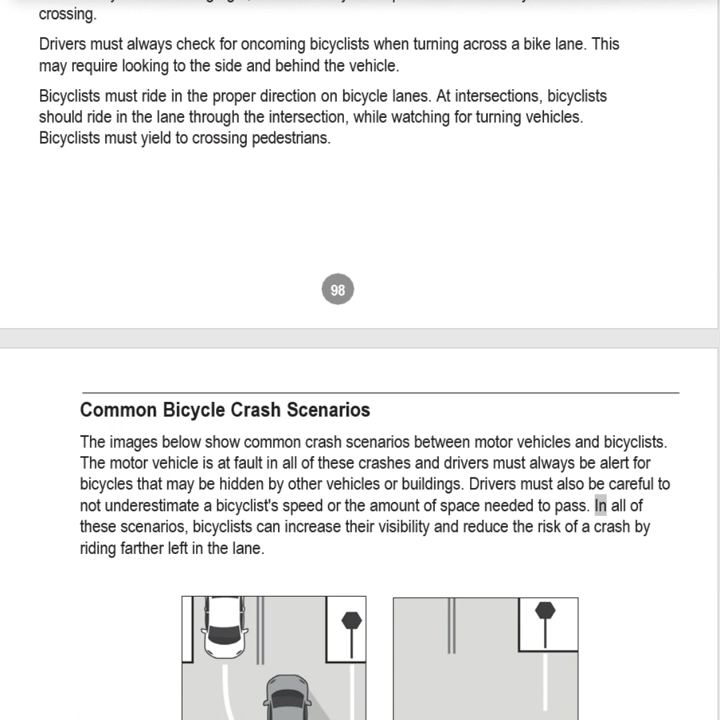 crossing.
Drivers must always check for oncoming bicyclists when turning across a bike lane. This
may require looking to the side and behind the vehicle.
Bicyclists must ride in the proper direction on bicycle lanes. At intersections, bicyclists
should ride in the lane through the intersection, while watching for turning vehicles.
Bicyclists must yield to crossing pedestrians.
98
Common Bicycle Crash Scenarios
The images below show common crash scenarios between motor vehicles and bicyclists.
The motor vehicle is at fault in all of these crashes and drivers must always be alert for
bicycles that may be hidden by other vehicles or buildings. Drivers must also be careful to
not underestimate a bicyclist's speed or the amount of space needed to pass. In all of
these scenarios, bicyclists can increase their visibility and reduce the risk of a crash by
riding farther left in the lane.